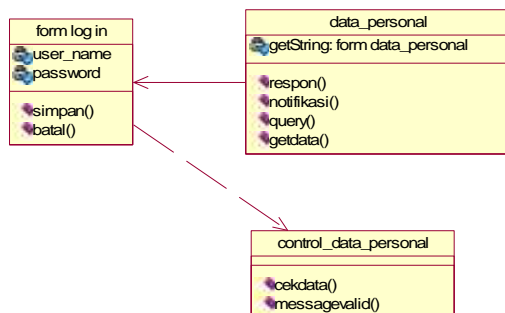 form log in
user_name
password
simpan()
batal()
data_personal
getString: form data_personal
respon()
notifikasi()
query()
getdata()
control_data_personal
cekdata()
messagevalid()